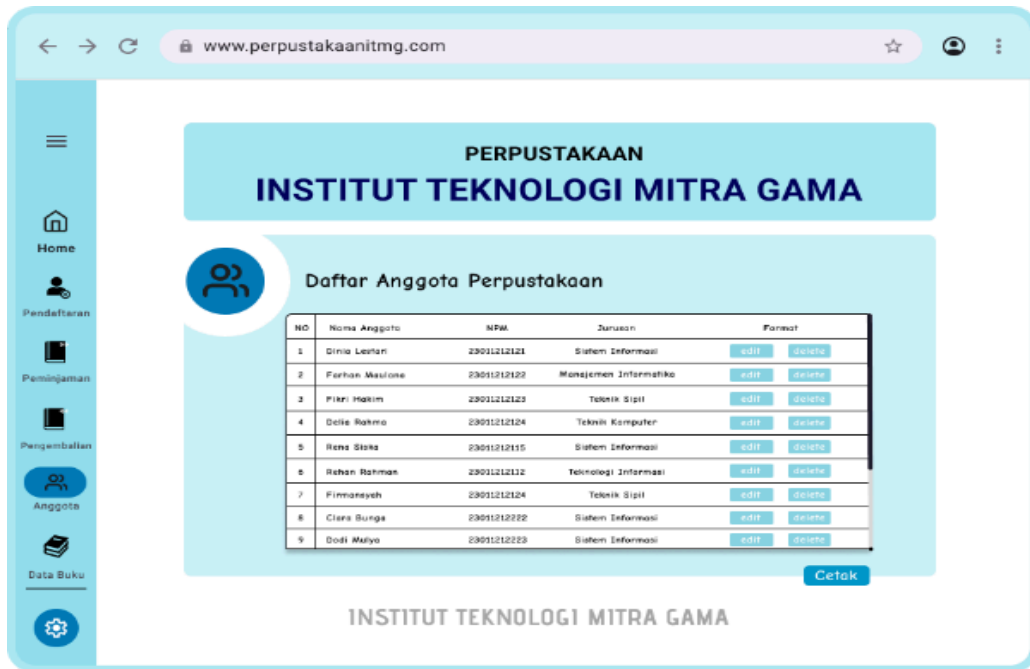 www.perpustakaanitmg.com
PERPUSTAKAAN
INSTITUT TEKNOLOGI MITRA GAMA
Home
Pendaftaran
Peminjaman
Pengembalian
Anggota
Data Buku
Daftar Anggota Perpustakaan
NO Nama Anggota NPM Jurusan Format
1 Dinia Lestari 23011212121 Sistem Informasi edit delete
2 Farhan Maulana 23011212122 Manajemen Informatika edit delete
3 Fikri Hakim 23011212123 Teknik Sipil edit delete
4 Delia Rahma 23011212124 Teknik Komputer edit delete
5 Rena Siska 23011212115 Sistem Informasi edit delete
6 Rehan Rahman 23011212112 Teknologi Informasi edit delete
7 Firmansyah 23011212124 Teknik Sipil edit delete
8 Clara Bunga 23011212222 Sistem Informasi edit delete
9 Dodi Mulya 23011212223 Sistem Informasi edit delete
Cetak
INSTITUT TEKNOLOGI MITRA GAMA